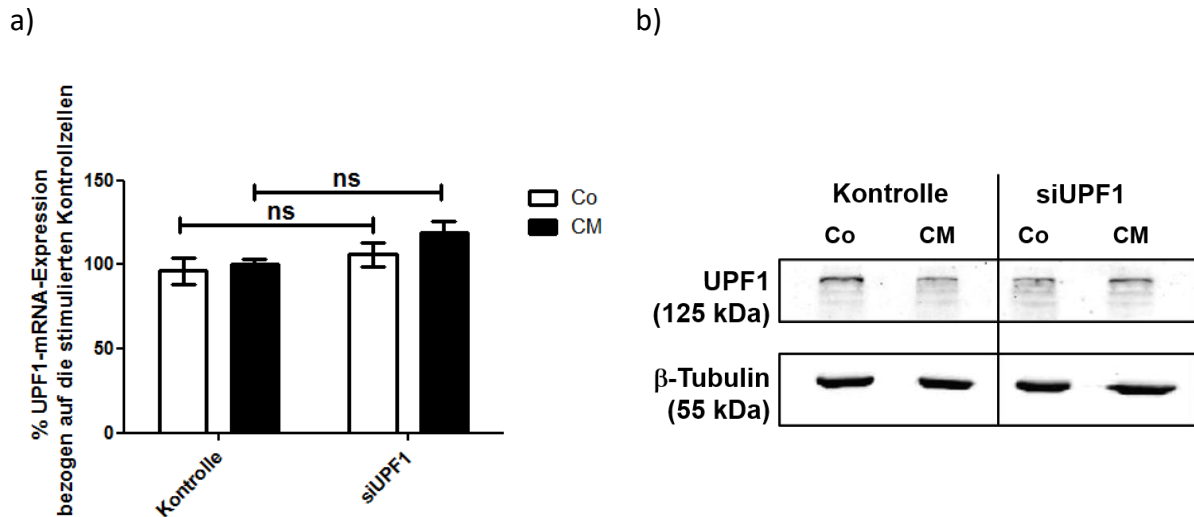 a)
% UPF1-mRNA-Expression
bezogen auf die stimulierten Kontrollzellen
150
100
50
0
ns
ns
Kontrolle
siUPF1
Co
CM
b)
Kontrolle siUPF1
Co CM Co CM
UPF1
(125 kDa)
β-Tubulin
(55 kDa)